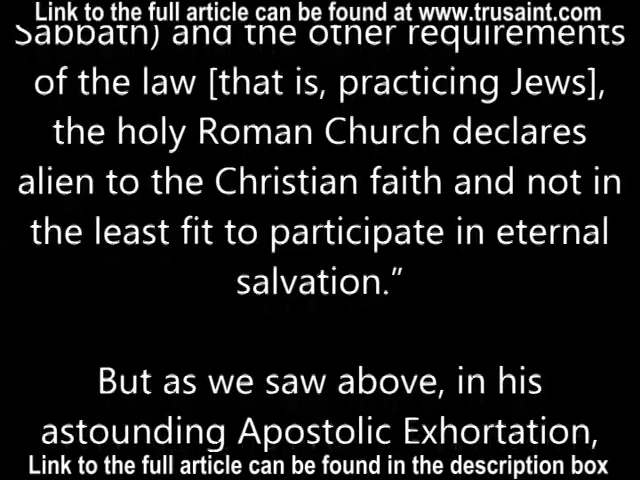 Link to the full article can be found at www.trusaint.com
Sabbath) and the other requirements
of the law [that is, practicing Jews],
the holy Roman Church declares
alien to the Christian faith and not in
the least fit to participate in eternal
salvation.”
But as we saw above, in his
astounding Apostolic Exhortation,
Link to the full article can be found in the description box